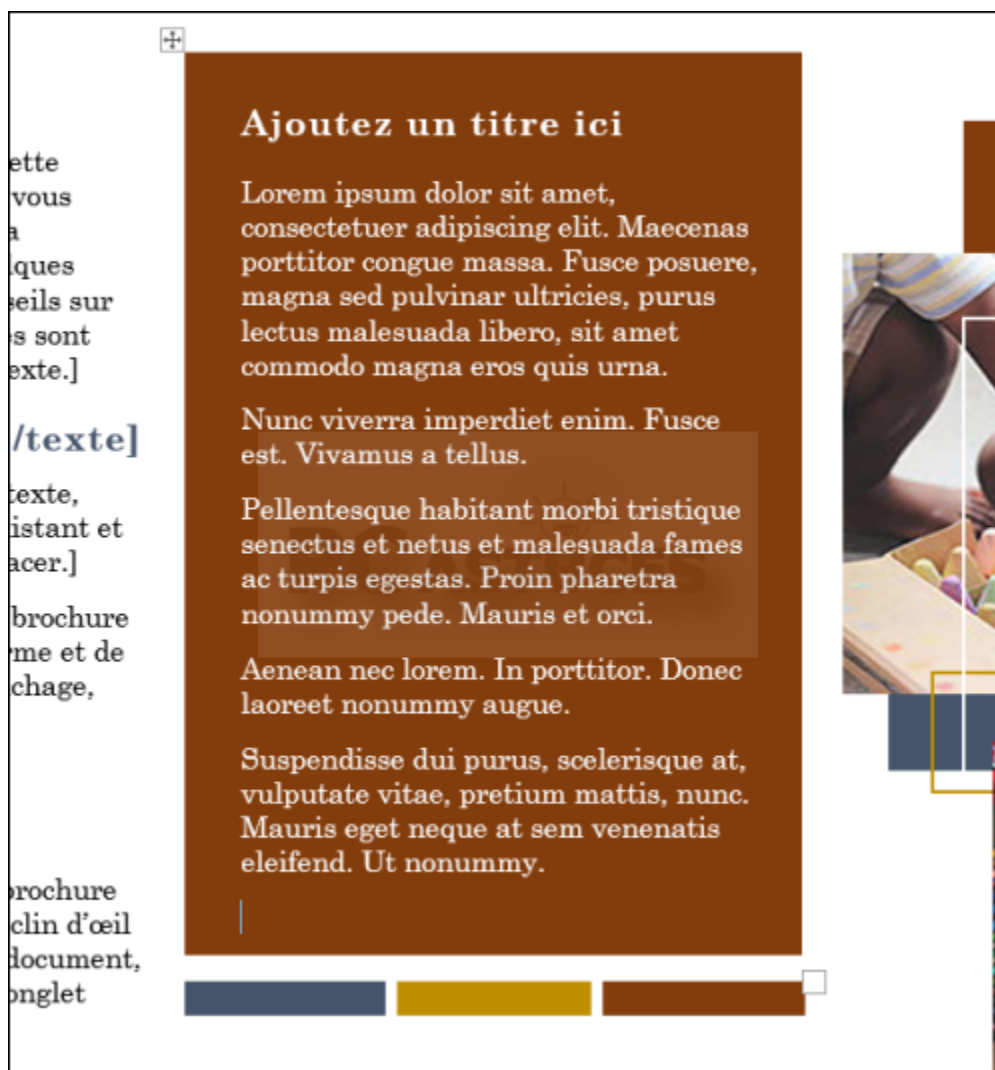 ette
vous
a
iques
seils sur
es sont
exte.]
/texte]
texte,
istant et
acer.]
brochure
rme et de
chage,
brochure
clin d'œil
document,
onglet
Ajoutez un titre ici
Lorem ipsum dolor sit amet,
consectetuer adipiscing elit. Maecenas
porttitor congue massa. Fusce posuere,
magna sed pulvinar ultricies, purus
lectus malesuada libero, sit amet
commodo magna eros quis urna.
Nunc viverra imperdiet enim. Fusce
est. Vivamus a tellus.
Pellentesque habitant morbi tristique
senectus et netus et malesuada fames
ac turpis egestas. Proin pharetra
nonummy pede. Mauris et orci.
Aenean nec lorem. In porttitor. Donec
laoreet nonummy augue.
Suspendisse dui purus, scelerisque at,
vulputate vitae, pretium mattis, nunc.
Mauris eget neque at sem venenatis
eleifend. Ut nonummy.
PC ASTUCES